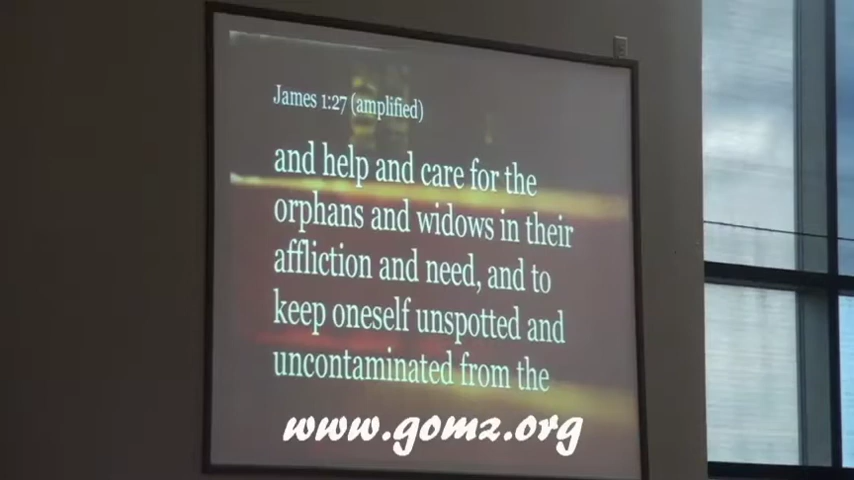 James 1:27 (amplified)
and help and care for the
orphans and widows in their
affliction and need, and to
keep oneself unspotted and
uncontaminated from the
www.gomz.org